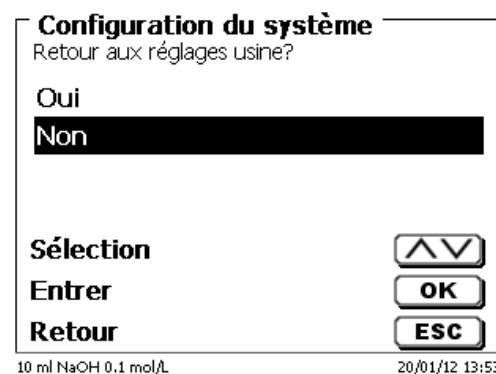 Configuration du système
Retour aux réglages usine?
Oui
Non
Sélection
Entrer OK
Retour ESC
10 ml NaOH 0.1 mol/L 20/01/12 13:53